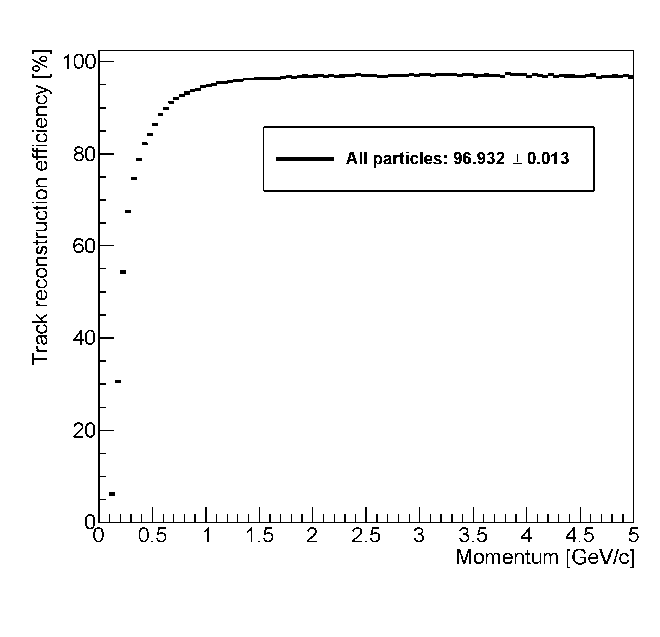 Track reconstruction efficiency [%]
100
80
60
40
20
0
All particles: 96.932 ± 0.013
0 0.5 1 1.5 2 2.5 3 3.5 4 4.5 5
Momentum [GeV/c]